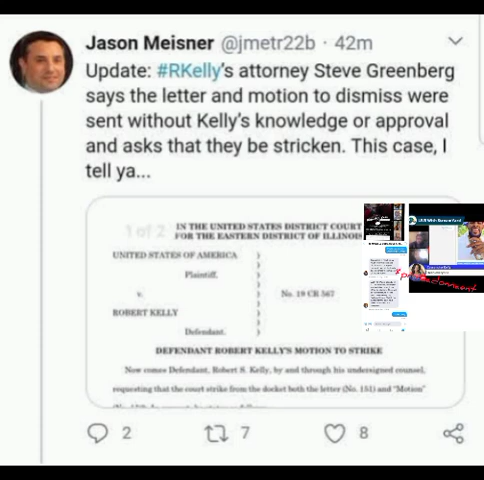 Jason Meisner @jmetr22b · 42m
Update: #RKelly's attorney Steve Greenberg
says the letter and motion to dismiss were
sent without Kelly's knowledge or approval
and asks that they be stricken. This case, I
tell ya...
1 of 2
IN THE UNITED STATES DISTRICT COURT
FOR THE EASTERN DISTRICT OF ILLINOIS
UNITED STATES OF AMERICA )
Plaintiff, )
v. ) No. 19 CR 567
ROBERT KELLY )
Defendant. )
DEFENDANT ROBERT KELLY'S MOTION TO STRIKE
Now comes Defendant, Robert S. Kelly, by and through his undersigned counsel,
requesting that the court strike from the docket both the letter (No. 151) and "Motion"
2 7 8